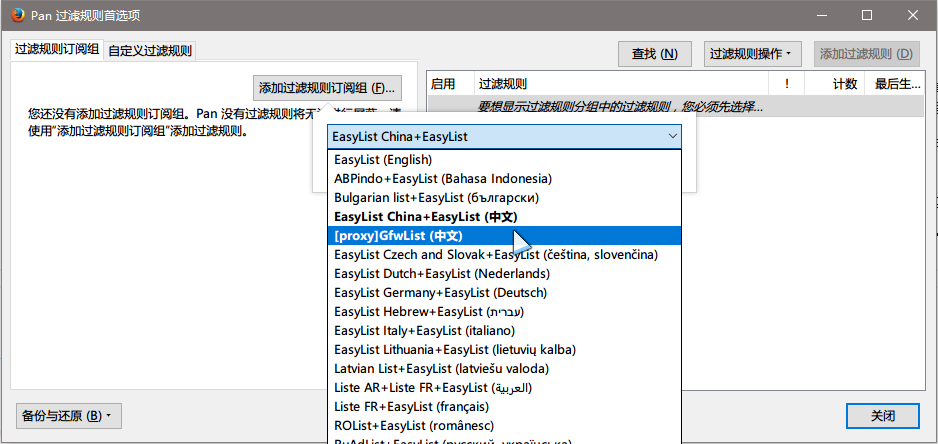 Pan 过滤规则首选项
过滤规则订阅组
自定义过滤规则
查找 (N)
过滤规则操作
添加过滤规则 (D)
添加过滤规则订阅组 (F)...
启用
过滤规则
!
计数
最后生...
您还没有添加过滤规则订阅组。Pan 没有过滤规则将无
使用"添加过滤规则订阅组"添加过滤规则。
要想显示过滤规则分组中的过滤规则，您必须先选择...
EasyList China+EasyList
EasyList (English)
ABPindo+EasyList (Bahasa Indonesia)
Bulgarian list+EasyList (български)
EasyList China+EasyList (中文)
[proxy]GfwList (中文)
EasyList Czech and Slovak+EasyList (čeština, slovenčina)
EasyList Dutch+EasyList (Nederlands)
EasyList Germany+EasyList (Deutsch)
EasyList Hebrew+EasyList (עברית)
EasyList Italy+EasyList (italiano)
EasyList Lithuania+EasyList (lietuvių kalba)
Latvian List+EasyList (latviešu valoda)
Liste AR+Liste FR+EasyList (العربية)
Liste FR+EasyList (français)
ROList+EasyList (românesc)
RuAdList+EasyList (русский, українська)
备份与还原 (B)
关闭